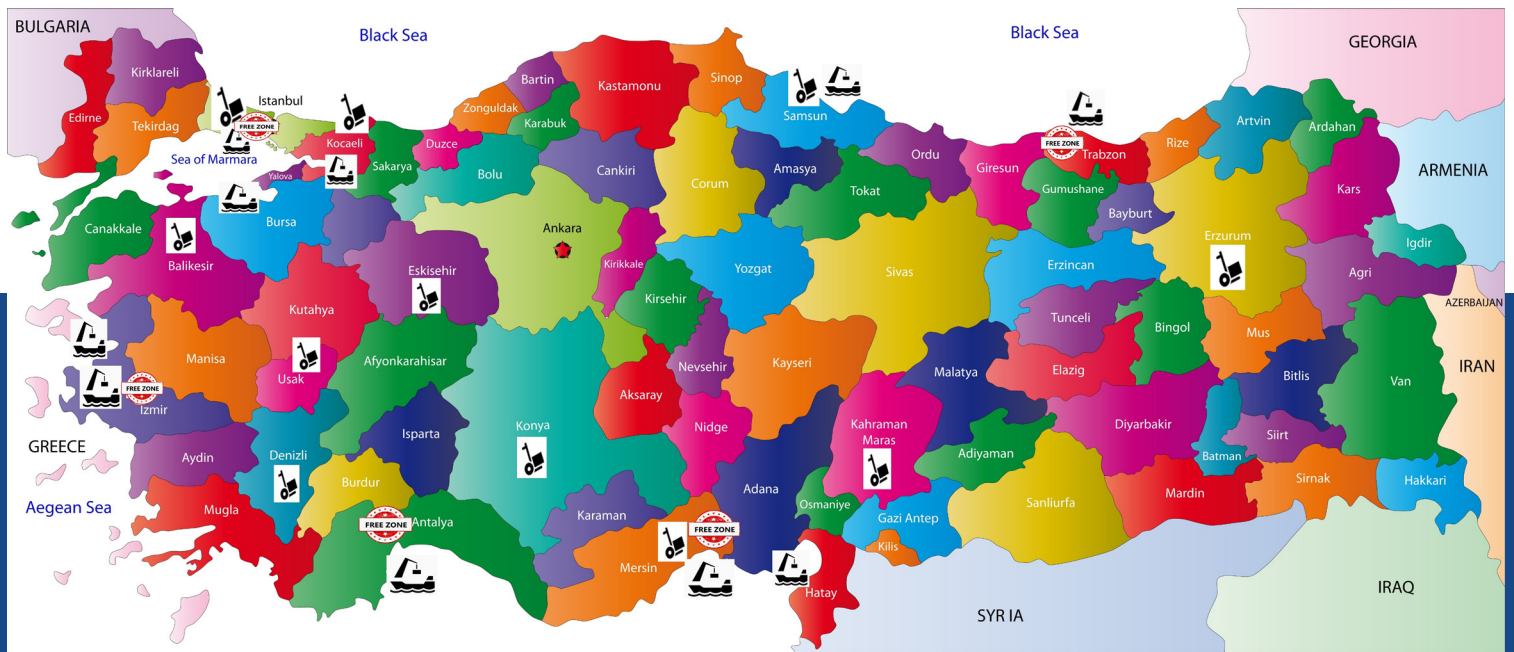 BULGARIA
Black Sea
Black Sea
GEORGIA
Kirklareli
Edirne
Tekirdag
Istanbul
FREE ZONE
Kocaeli
Sea of Marmara
Yalova
Sakarya
Duzce
Zonguldak
Bartin
Karabuk
Kastamonu
Sinop
Samsun
Bolu
Cankiri
Corum
Amasya
Tokat
Ordu
Giresun
FREE ZONE
Trabzon
Rize
Artvin
Ardahan
ARMENIA
Gumushane
Bayburt
Kars
Igdir
Canakkale
Bursa
Balikesir
Eskisehir
Ankara
Kirikkale
Yozgat
Sivas
Erzincan
Erzurum
Agri
AZERBAIJAN
Kutahya
Kirsehir
Tunceli
Bingol
Mus
Manisa
Usak
Afyonkarahisar
Nevsehir
Kayseri
Malatya
Elazig
Bitlis
Van
IRAN
FREE ZONE
Izmir
Aksaray
GREECE
Aydin
Denizli
Isparta
Konya
Nidge
Kahraman
Maras
Adiyaman
Diyarbakir
Batman
Siirt
Aegean Sea
Mugla
Burdur
FREE ZONE
Antalya
Karaman
Adana
Osmaniye
Gazi Antep
Sanliurfa
Mardin
Sirnak
Hakkari
FREE ZONE
Mersin
Kilis
Hatay
SYR IA
IRAQ